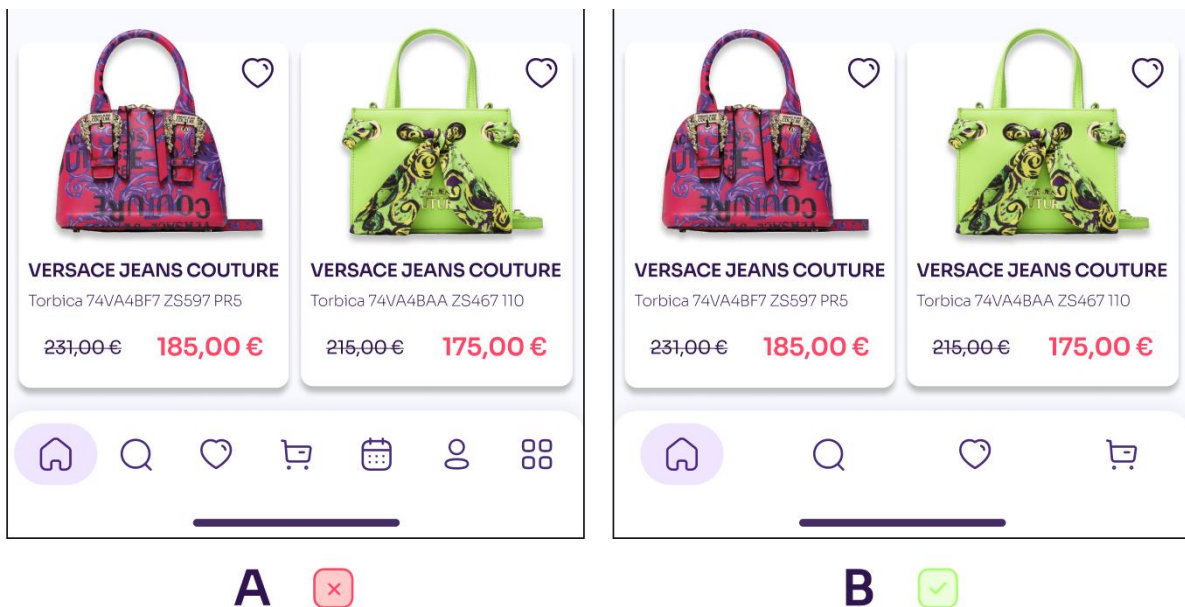 VERSACE JEANS COUTURE
Torbica 74VA4BF7 ZS597 PR5
231,00 € 185,00 €
VERSACE JEANS COUTURE
Torbica 74VA4BAA ZS467 110
215,00 € 175,00 €
VERSACE JEANS COUTURE
Torbica 74VA4BF7 ZS597 PR5
231,00 € 185,00 €
VERSACE JEANS COUTURE
Torbica 74VA4BAA ZS467 110
215,00 € 175,00 €
A
B